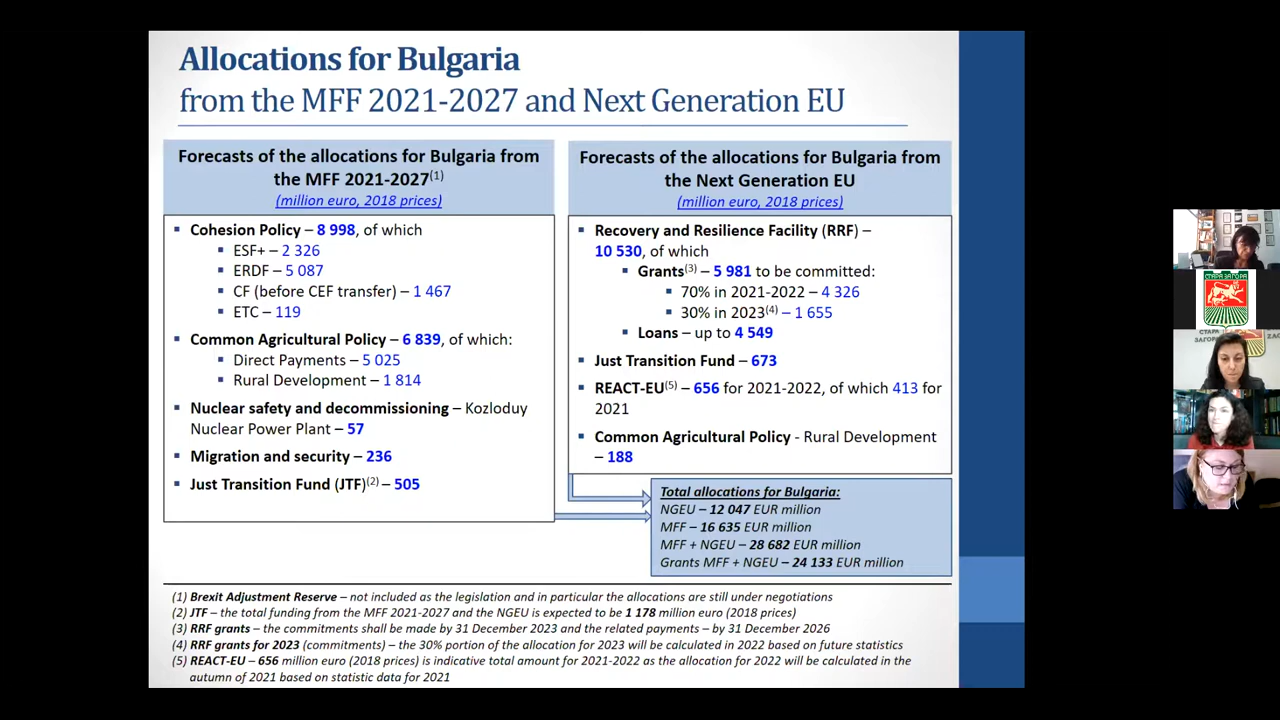 Allocations for Bulgaria
from the MFF 2021-2027 and Next Generation EU
Forecasts of the allocations for Bulgaria from
the MFF 2021-2027(1)
(million euro, 2018 prices)
Cohesion Policy – 8 998, of which
ESF+ – 2 326
ERDF – 5 087
CF (before CEF transfer) – 1 467
ETC – 119
Common Agricultural Policy – 6 839, of which:
Direct Payments – 5 025
Rural Development – 1 814
Nuclear safety and decommissioning – Kozloduy
Nuclear Power Plant – 57
Migration and security – 236
Just Transition Fund (JTF)(2) – 505
Forecasts of the allocations for Bulgaria from
the Next Generation EU
(million euro, 2018 prices)
Recovery and Resilience Facility (RRF) –
10 530, of which
Grants(3) – 5 981 to be committed:
70% in 2021-2022 – 4 326
30% in 2023(4) – 1 655
Loans – up to 4 549
Just Transition Fund – 673
REACT-EU(5) – 656 for 2021-2022, of which 413 for
2021
Common Agricultural Policy - Rural Development
– 188
Total allocations for Bulgaria:
NGEU – 12 047 EUR million
MFF – 16 635 EUR million
MFF + NGEU – 28 682 EUR million
Grants MFF + NGEU – 24 133 EUR million
(1) Brexit Adjustment Reserve – not included as the legislation and in particular the allocations are still under negotiations
(2) JTF – the total funding from the MFF 2021-2027 and the NGEU is expected to be 1 178 million euro (2018 prices)
(3) RRF grants – the commitments shall be made by 31 December 2023 and the related payments – by 31 December 2026
(4) RRF grants for 2023 (commitments) – the 30% portion of the allocation for 2023 will be calculated in 2022 based on future statistics
(5) REACT-EU – 656 million euro (2018 prices) is indicative total amount for 2021-2022 as the allocation for 2022 will be calculated in the
autumn of 2021 based on statistic data for 2021
СТАРА ЗАГОРА